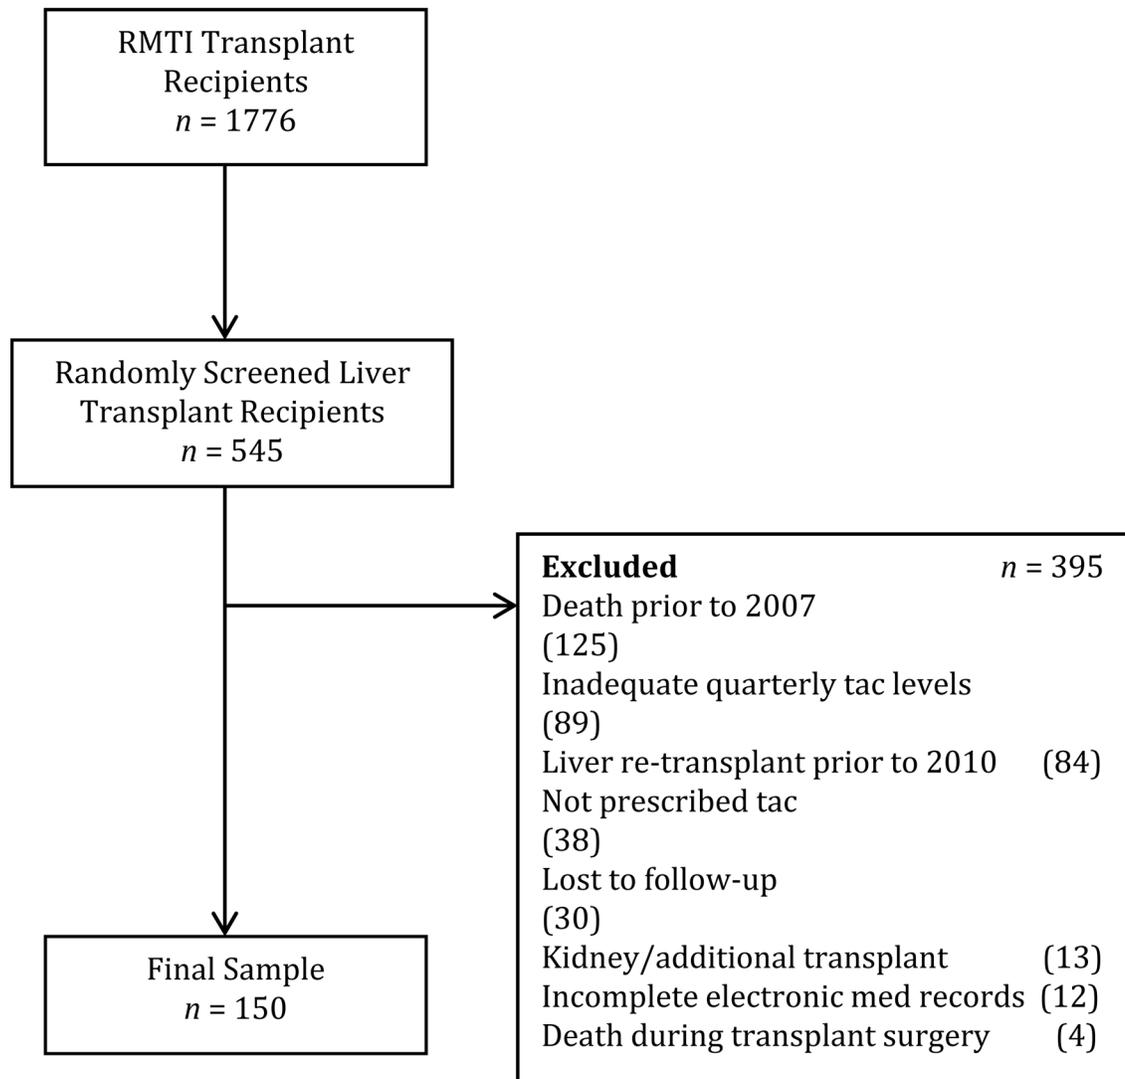 RMTI Transplant
Recipients
n = 1776
Randomly Screened Liver
Transplant Recipients
n = 545
Excluded n = 395
Death prior to 2007
(125)
Inadequate quarterly tac levels
(89)
Liver re-transplant prior to 2010 (84)
Not prescribed tac
(38)
Lost to follow-up
(30)
Kidney/additional transplant (13)
Incomplete electronic med records (12)
Death during transplant surgery (4)
Final Sample
n = 150